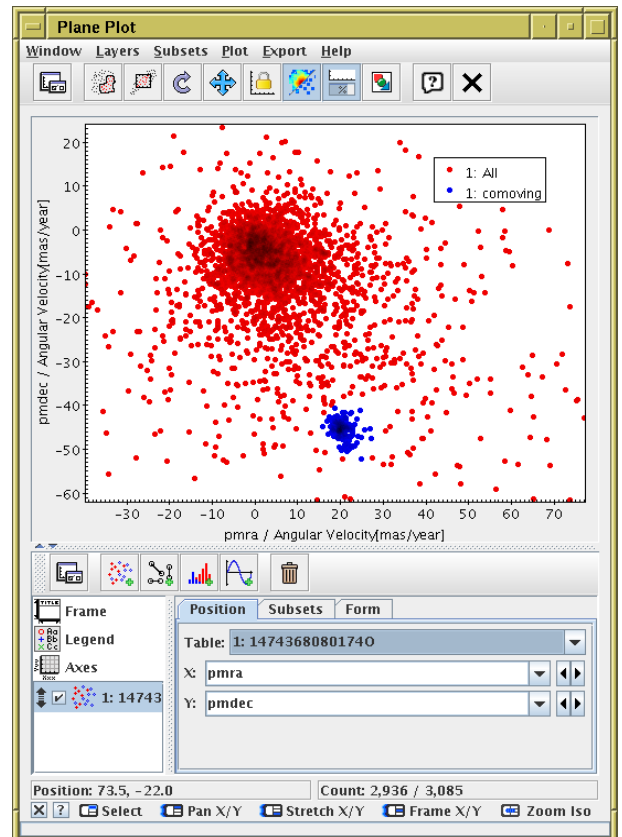 Plane Plot
Window Layers Subsets Plot Export Help
20
10
0
-10
-20
-30
-40
-50
-60
pmdec / Angular Velocity[mas/year]
1: All
1: comoving
-30 -20 -10 0 10 20 30 40 50 60 70
pmra / Angular Velocity[mas/year]
TITLE Frame
Legend
Axes
1: 14743
Position Subsets Form
Table: 1: 1474368080174O
X: pmra
Y: pmdec
Position: 73.5, -22.0 Count: 2,936 / 3,085
Select Pan X/Y Stretch X/Y Frame X/Y Zoom Iso